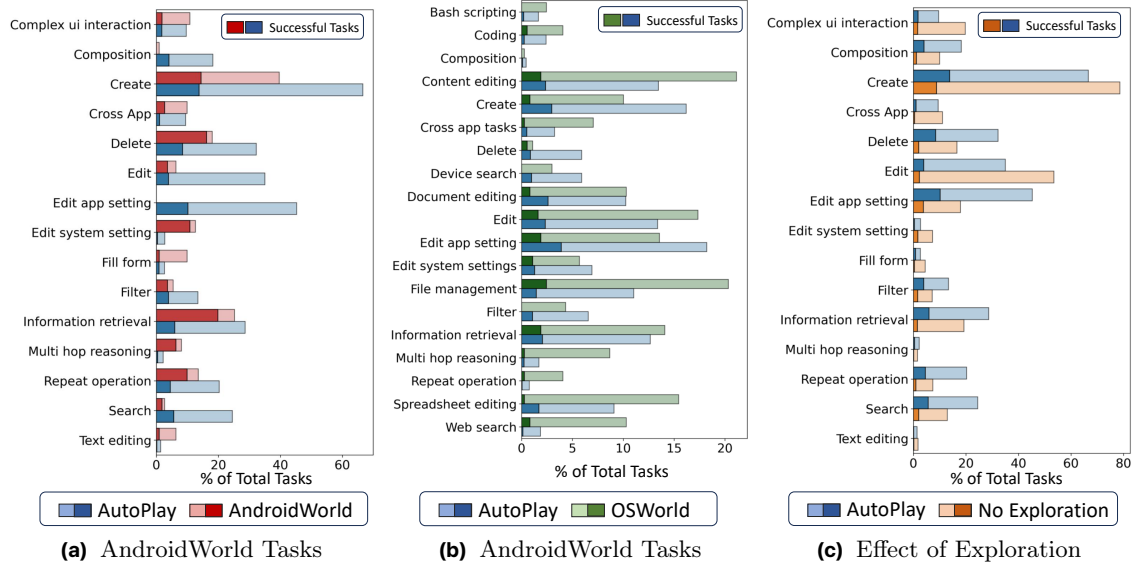 Complex ui interaction
Composition
Create
Cross App
Delete
Edit
Edit app setting
Edit system setting
Fill form
Filter
Information retrieval
Multi hop reasoning
Repeat operation
Search
Text editing
Successful Tasks
0 20 40 60
% of Total Tasks
AutoPlay AndroidWorld
(a) AndroidWorld Tasks
Bash scripting
Coding
Composition
Content editing
Create
Cross app tasks
Delete
Device search
Document editing
Edit
Edit app setting
Edit system settings
File management
Filter
Information retrieval
Multi hop reasoning
Repeat operation
Spreadsheet editing
Web search
Successful Tasks
0 5 10 15 20
% of Total Tasks
AutoPlay OSWorld
(b) AndroidWorld Tasks
Complex ui interaction
Composition
Create
Cross App
Delete
Edit
Edit app setting
Edit system setting
Fill form
Filter
Information retrieval
Multi hop reasoning
Repeat operation
Search
Text editing
Successful Tasks
0 20 40 60 80
% of Total Tasks
AutoPlay No Exploration
(c) Effect of Exploration